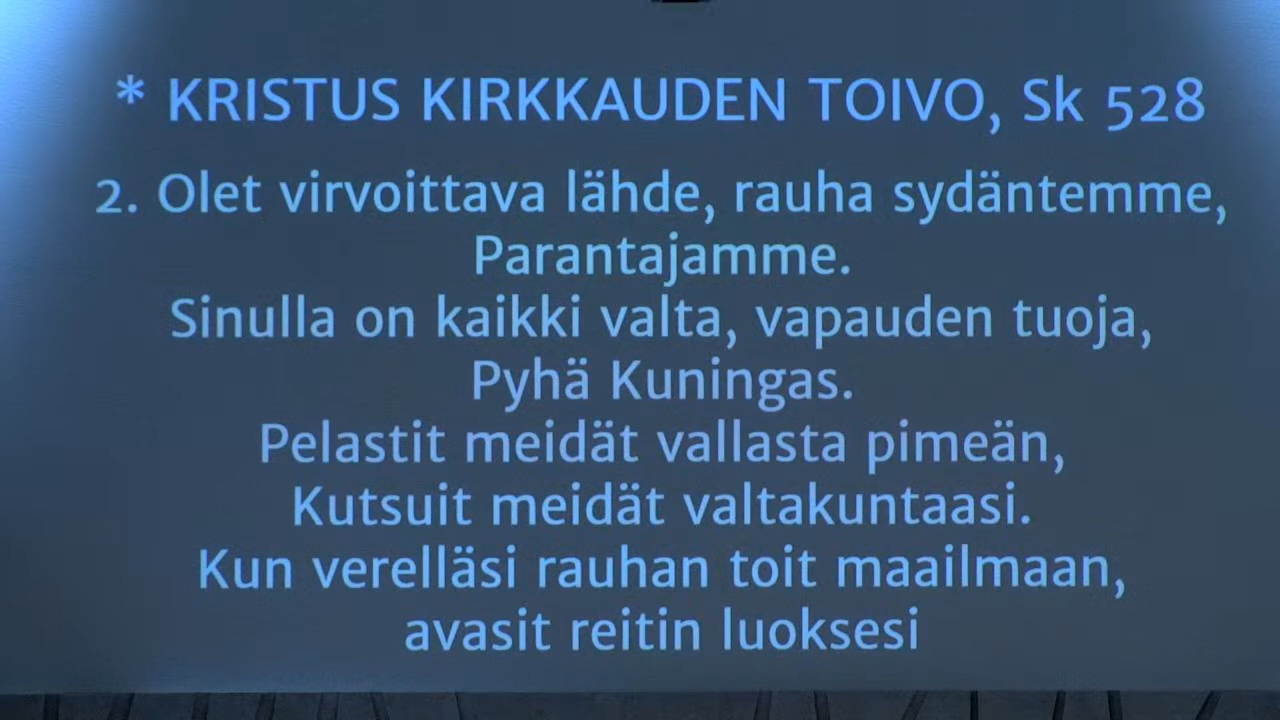 * KRISTUS KIRKKAUDEN TOIVO, Sk 528
2. Olet virvoittava lähde, rauha sydäntemme,
Parantajamme.
Sinulla on kaikki valta, vapauden tuoja,
Pyhä Kuningas.
Pelastit meidät vallasta pimeän,
Kutsuit meidät valtakuntaasi.
Kun verelläsi rauhan toit maailmaan,
avasit reitin luoksesi